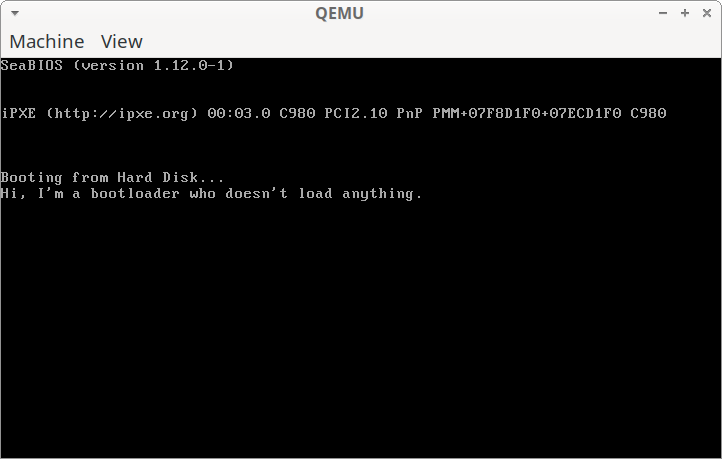 QEMU
Machine View
SeaBIOS (version 1.12.0-1)
iPXE (http://ipxe.org) 00:03.0 C980 PCI2.10 PnP PMM+07F8D1F0+07ECD1F0 C980
Booting from Hard Disk...
Hi, I'm a bootloader who doesn't load anything.